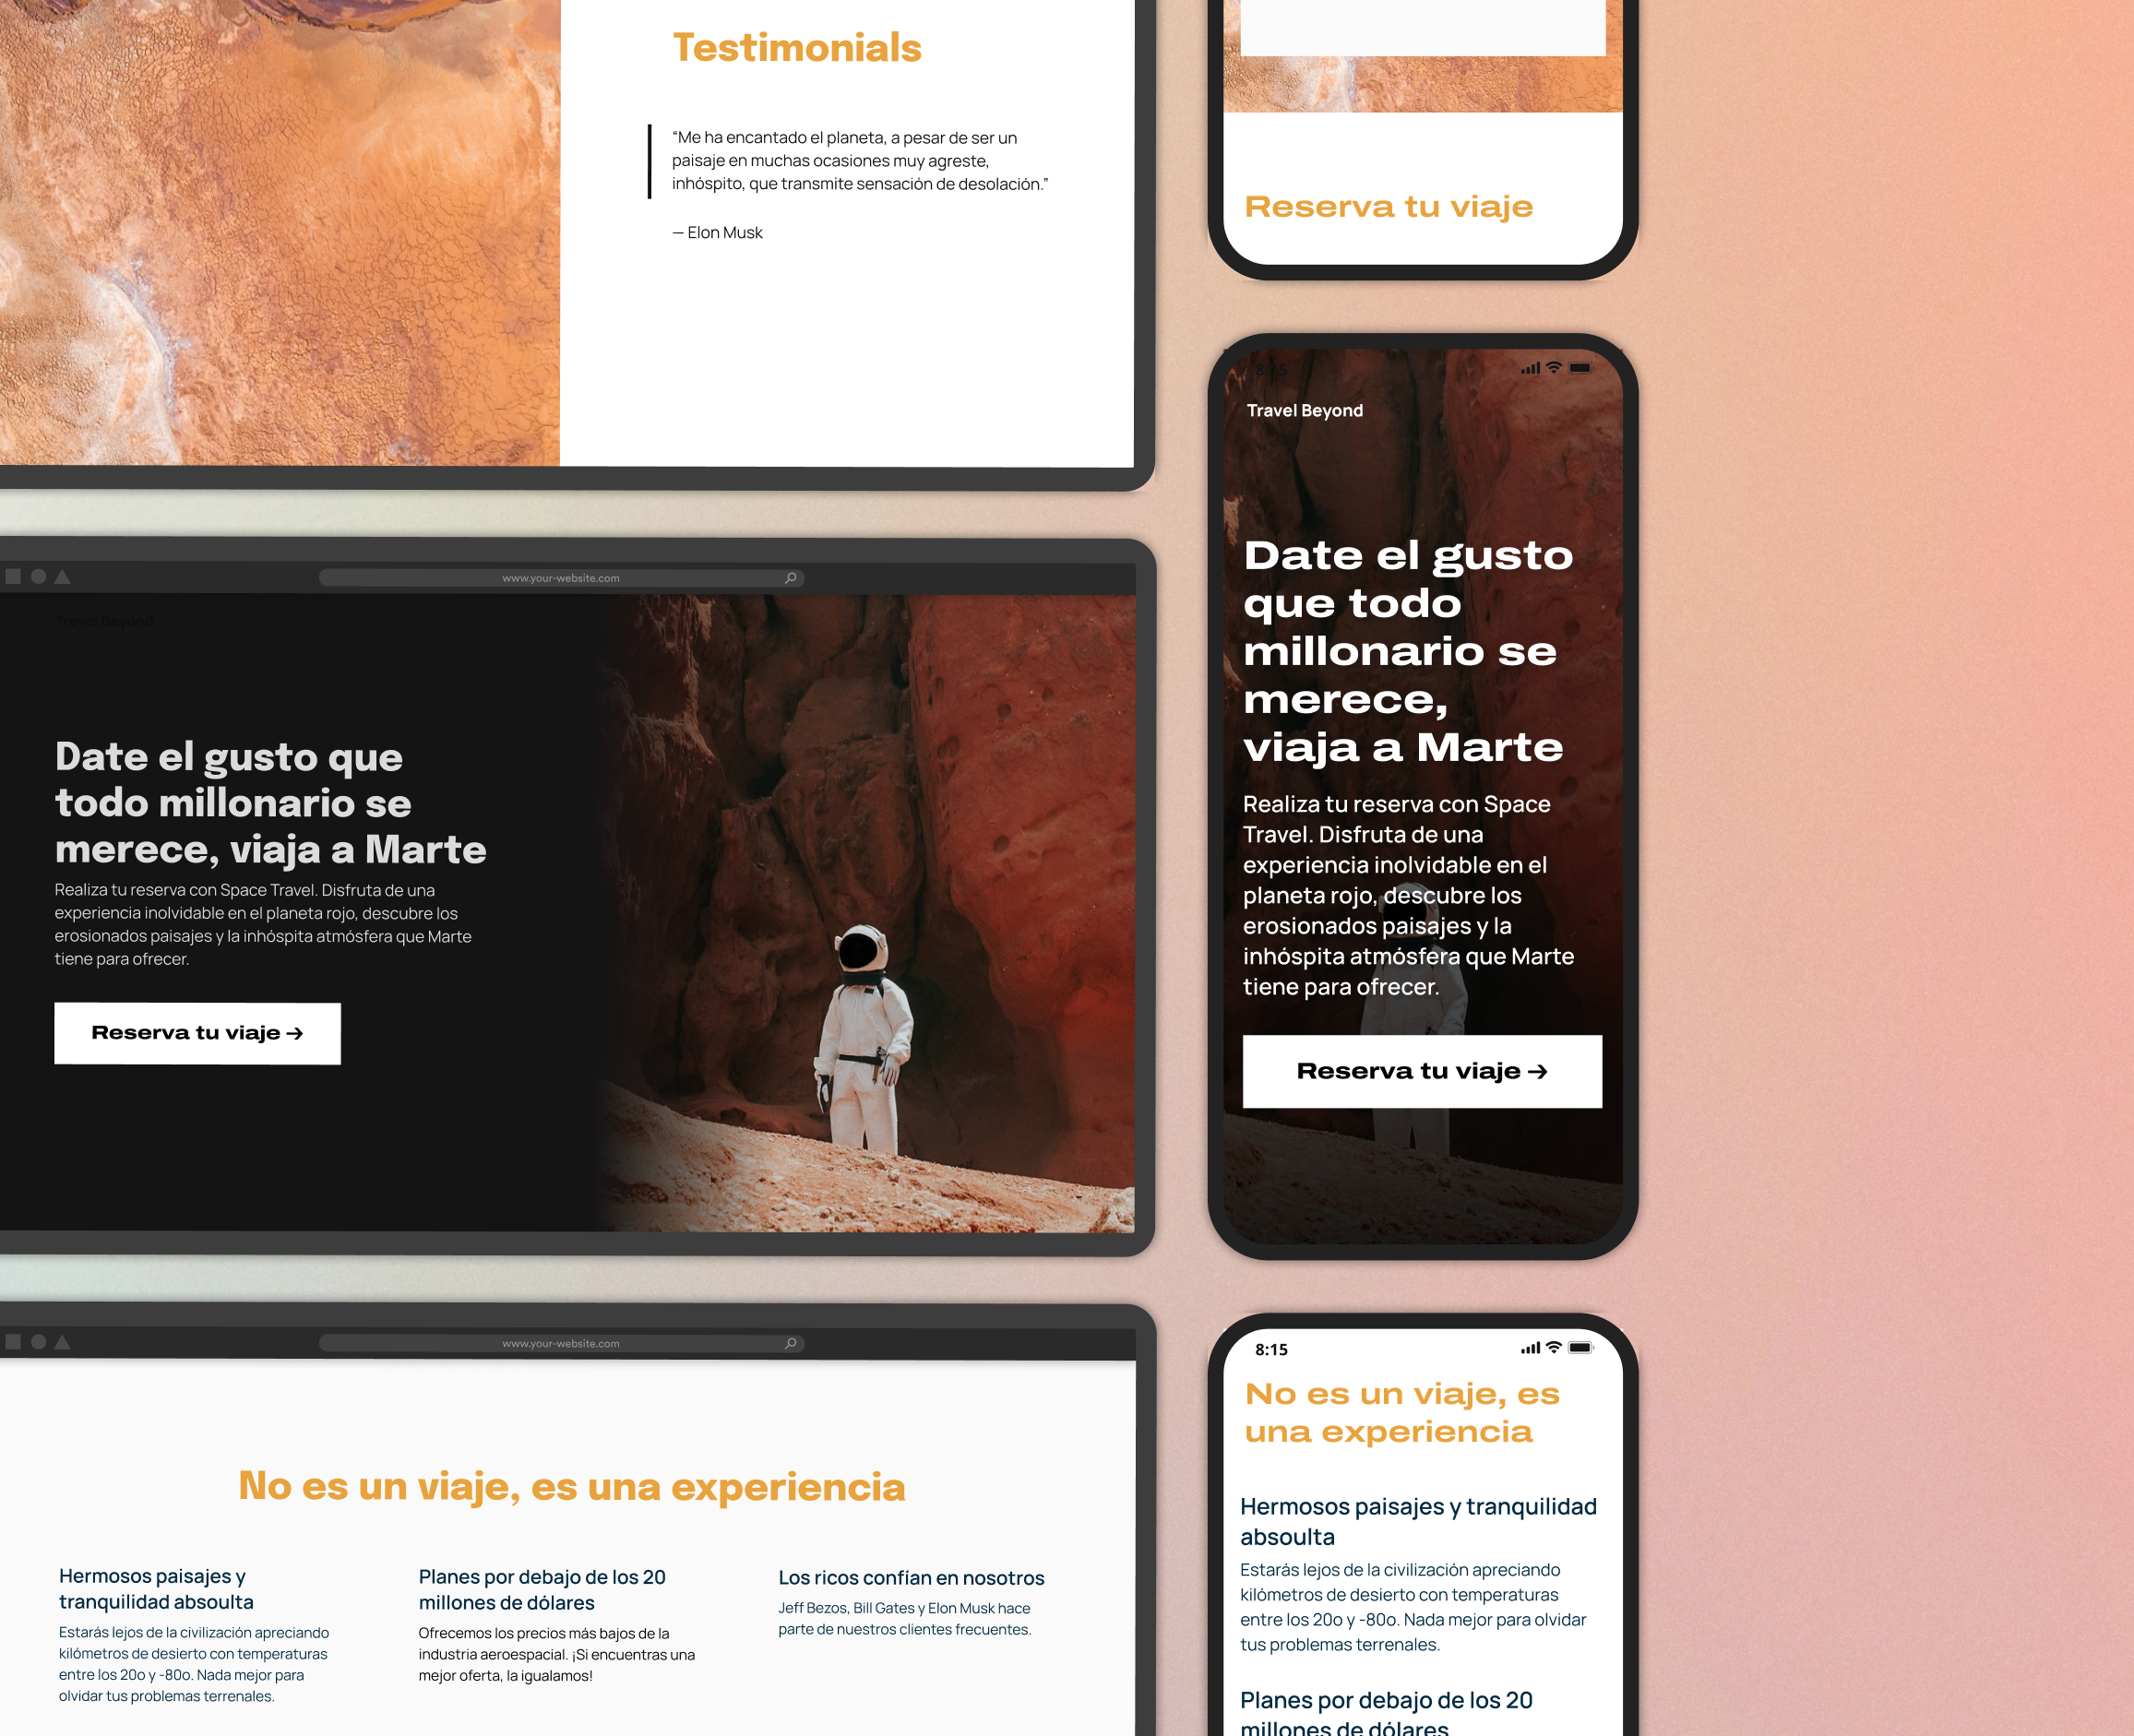 Testimonials
“Me ha encantado el planeta, a pesar de ser un
paisaje en muchas ocasiones muy agreste,
inhóspito, que transmite sensación de desolación.”
— Elon Musk
Reserva tu viaje
www.your-website.com
Travel Beyond
Date el gusto que
todo millonario se
merece, viaja a Marte
Realiza tu reserva con Space Travel. Disfruta de una
experiencia inolvidable en el planeta rojo, descubre los
erosionados paisajes y la inhóspita atmósfera que Marte
tiene para ofrecer.
Reserva tu viaje →
8:15
Travel Beyond
Date el gusto
que todo
millonario se
merece,
viaja a Marte
Realiza tu reserva con Space
Travel. Disfruta de una
experiencia inolvidable en el
planeta rojo, descubre los
erosionados paisajes y la
inhóspita atmósfera que Marte
tiene para ofrecer.
Reserva tu viaje →
www.your-website.com
No es un viaje, es una experiencia
Hermosos paisajes y
tranquilidad absoulta
Estarás lejos de la civilización apreciando
kilómetros de desierto con temperaturas
entre los 20o y -80o. Nada mejor para
olvidar tus problemas terrenales.
Planes por debajo de los 20
millones de dólares
Ofrecemos los precios más bajos de la
industria aeroespacial. ¡Si encuentras una
mejor oferta, la igualamos!
Los ricos confían en nosotros
Jeff Bezos, Bill Gates y Elon Musk hace
parte de nuestros clientes frecuentes.
8:15
No es un viaje, es
una experiencia
Hermosos paisajes y tranquilidad
absoulta
Estarás lejos de la civilización apreciando
kilómetros de desierto con temperaturas
entre los 20o y -80o. Nada mejor para olvidar
tus problemas terrenales.
Planes por debajo de los 20
millones de dólares